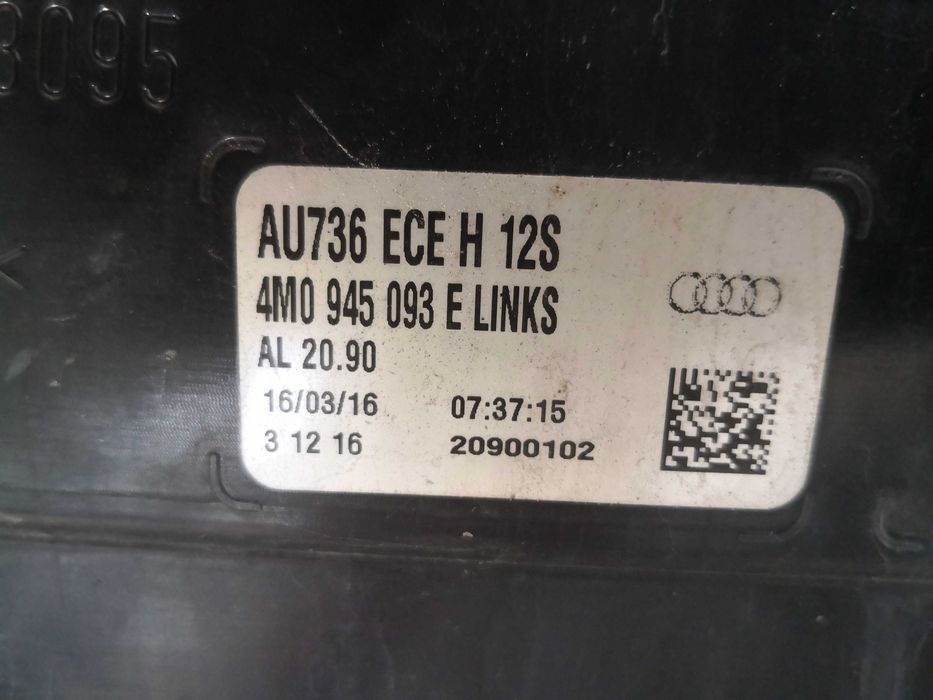 3095
AU736 ECE H 12S
4M0 945 093 E LINKS
AL 20.90
16/03/16 07:37:15
3 12 16 20900102